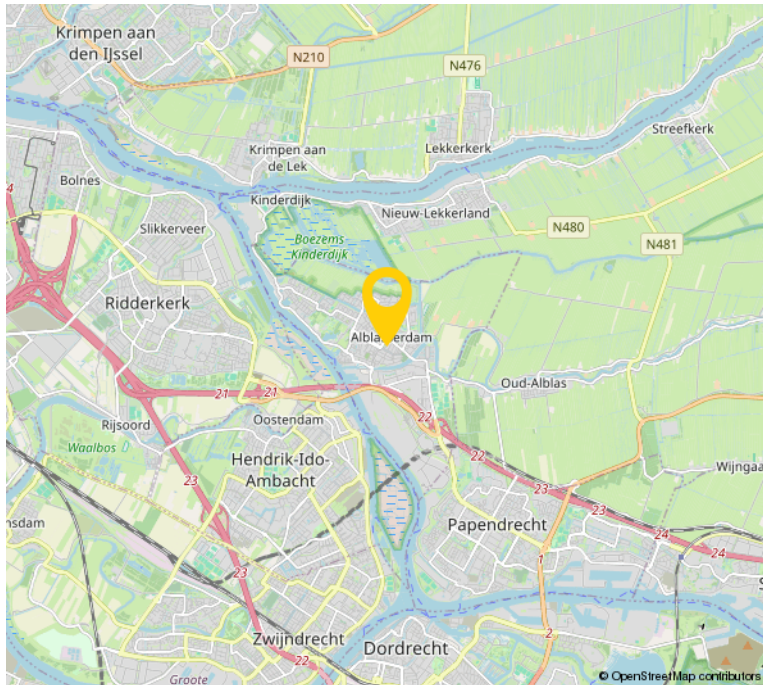 Krimpen aan
den IJssel
N210
N476
Streefkerk
Lekkerkerk
Krimpen aan
de Lek
Bolnes
Kinderdijk
Nieuw-Lekkerland
Slikkerveer
N480
Boezems
Kinderdijk
N481
Ridderkerk
21
21
Oud-Alblas
22
Oostendam
Rijsoord
Waalbos
Hendrik-Ido-
Ambacht
22
23
23
Wijngaa
23
Papendrecht
24
24
1
23
2
Zwijndrecht
Dordrecht
22
Groote
© OpenStreetMap contributors